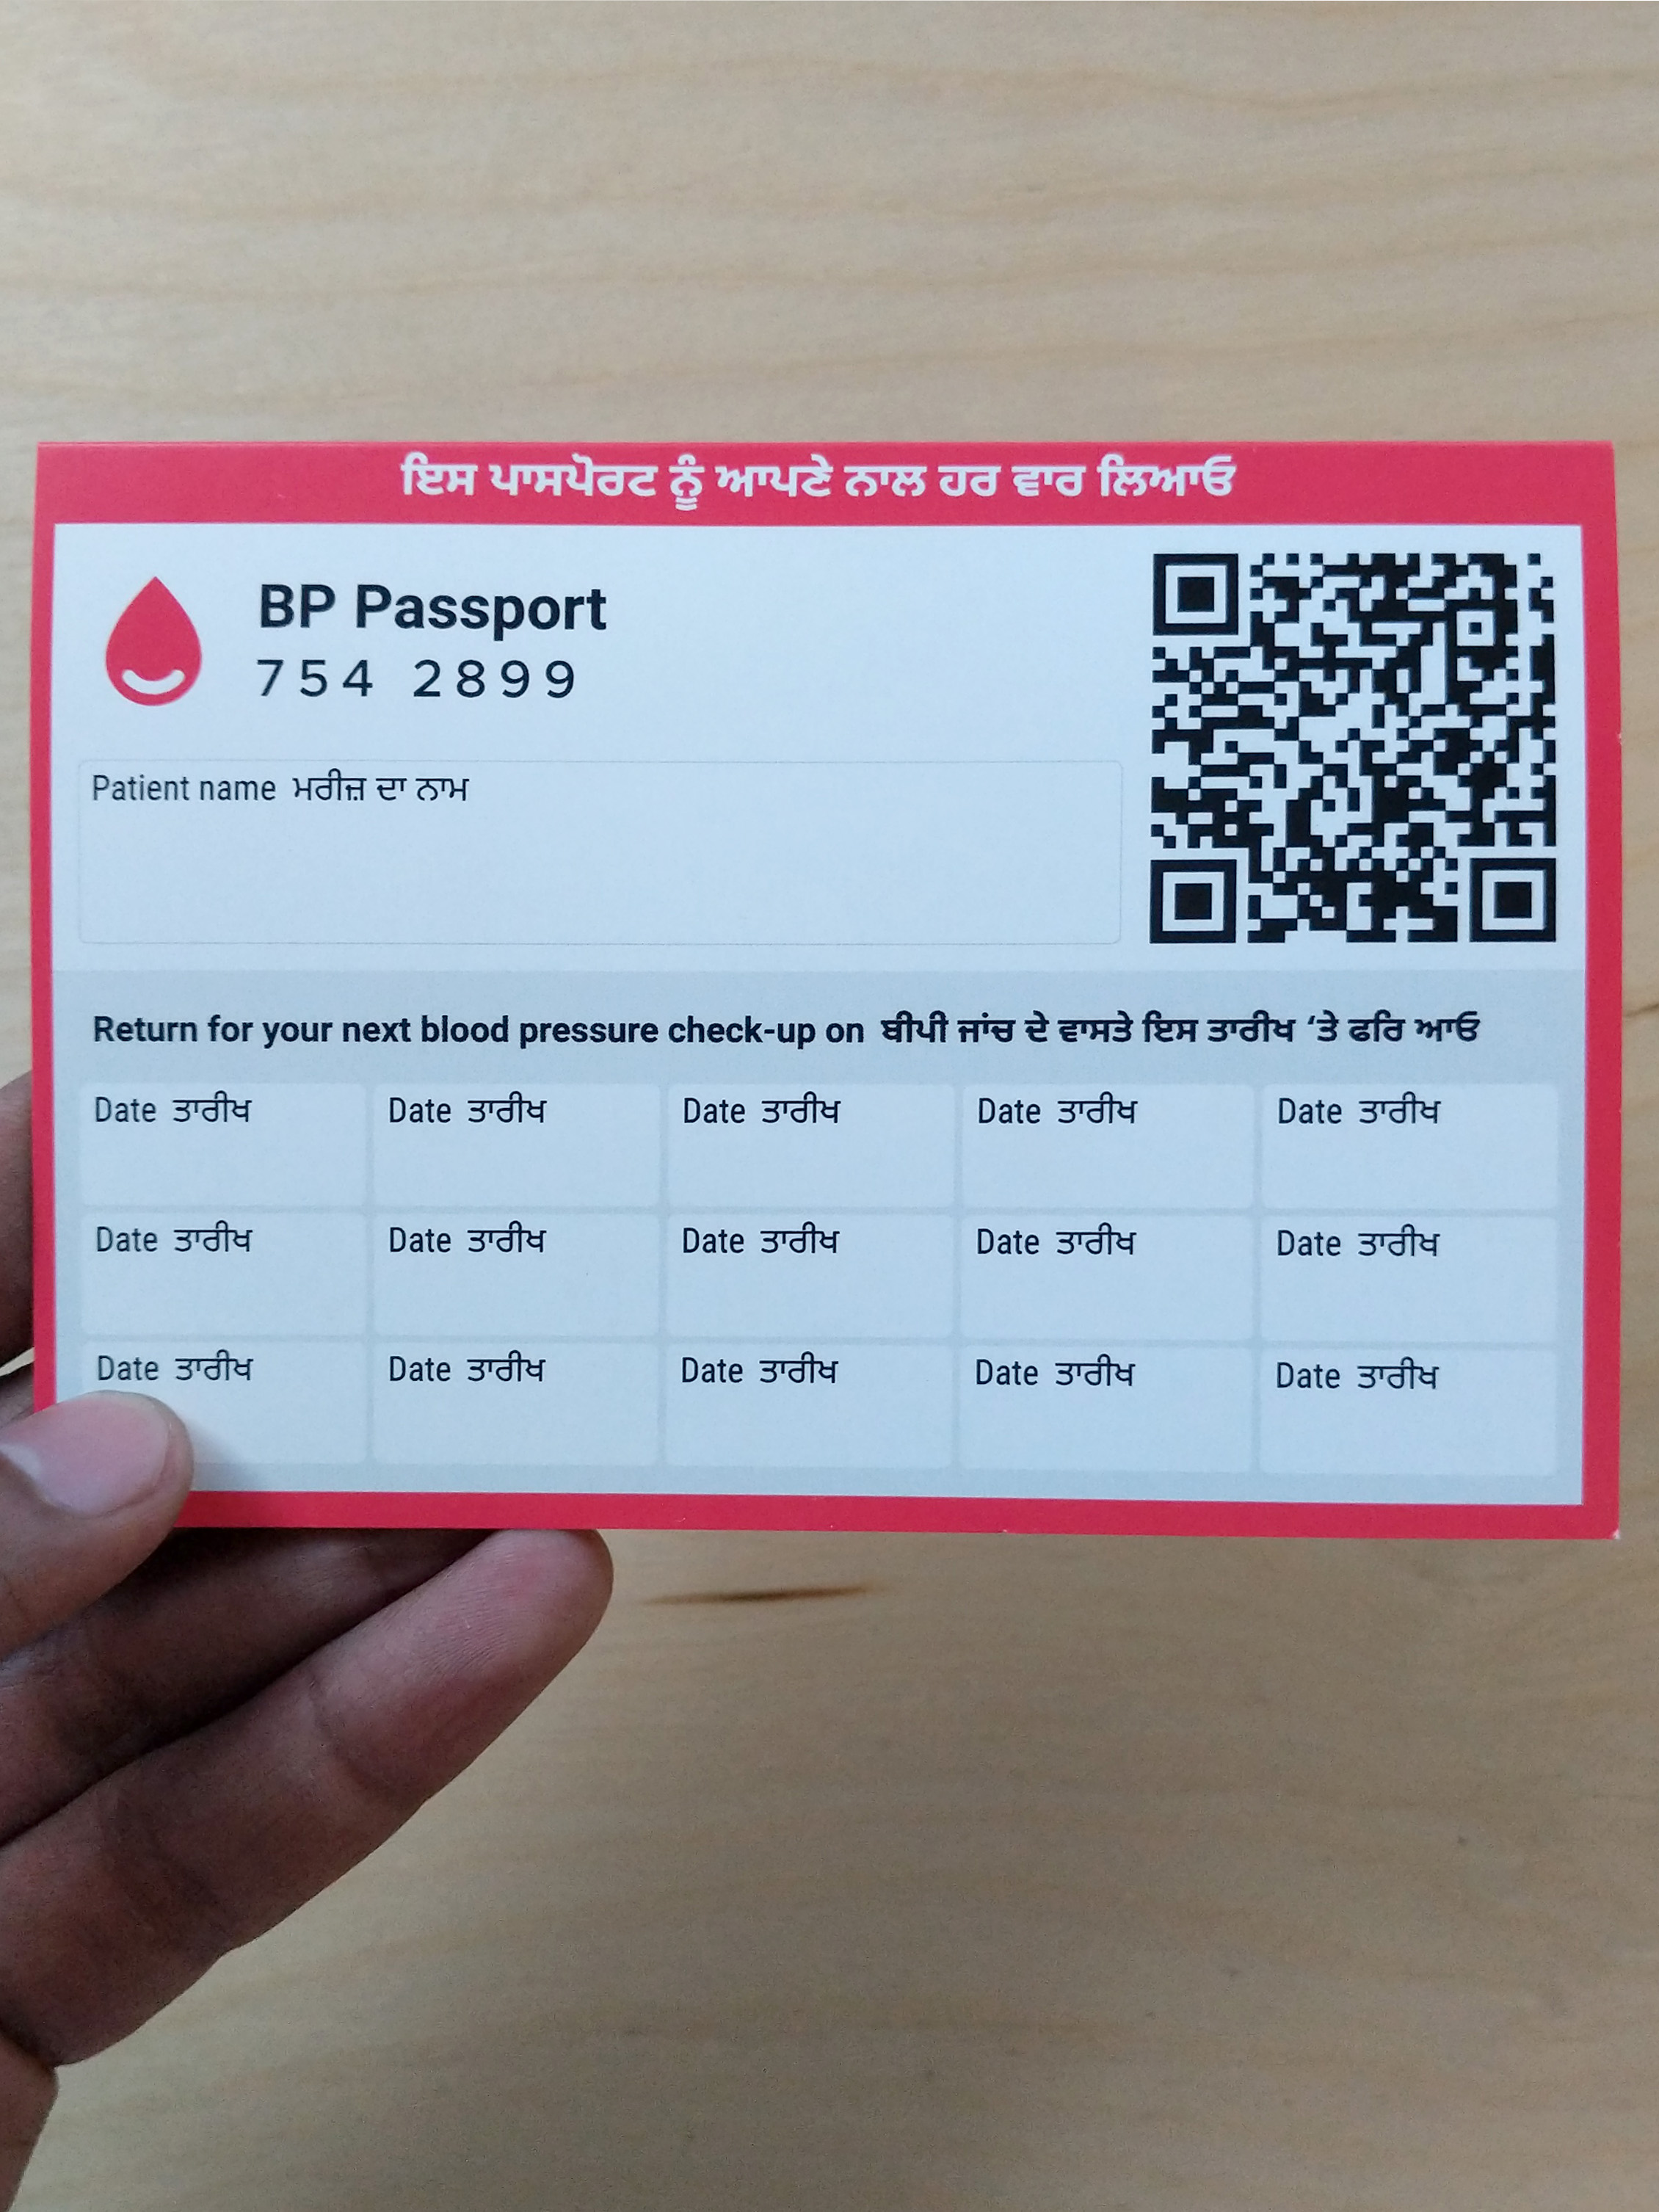 ਇਸ ਪਾਸਪੋਰਟ ਨੂੰ ਆਪਣੇ ਨਾਲ ਹਰ ਵਾਰ ਲਿਆਓ
BP Passport
754 2899
Patient name ਮਰੀਜ਼ ਦਾ ਨਾਮ
Return for your next blood pressure check-up on ਬੀਪੀ ਜਾਂਚ ਦੇ ਵਾਸਤੇ ਇਸ ਤਾਰੀਖ ‘ਤੇ ਫਰਿ ਆਓ
Date ਤਾਰੀਖ Date ਤਾਰੀਖ Date ਤਾਰੀਖ Date ਤਾਰੀਖ Date ਤਾਰੀਖ
Date ਤਾਰੀਖ Date ਤਾਰੀਖ Date ਤਾਰੀਖ Date ਤਾਰੀਖ Date ਤਾਰੀਖ
Date ਤਾਰੀਖ Date ਤਾਰੀਖ Date ਤਾਰੀਖ Date ਤਾਰੀਖ Date ਤਾਰੀਖ